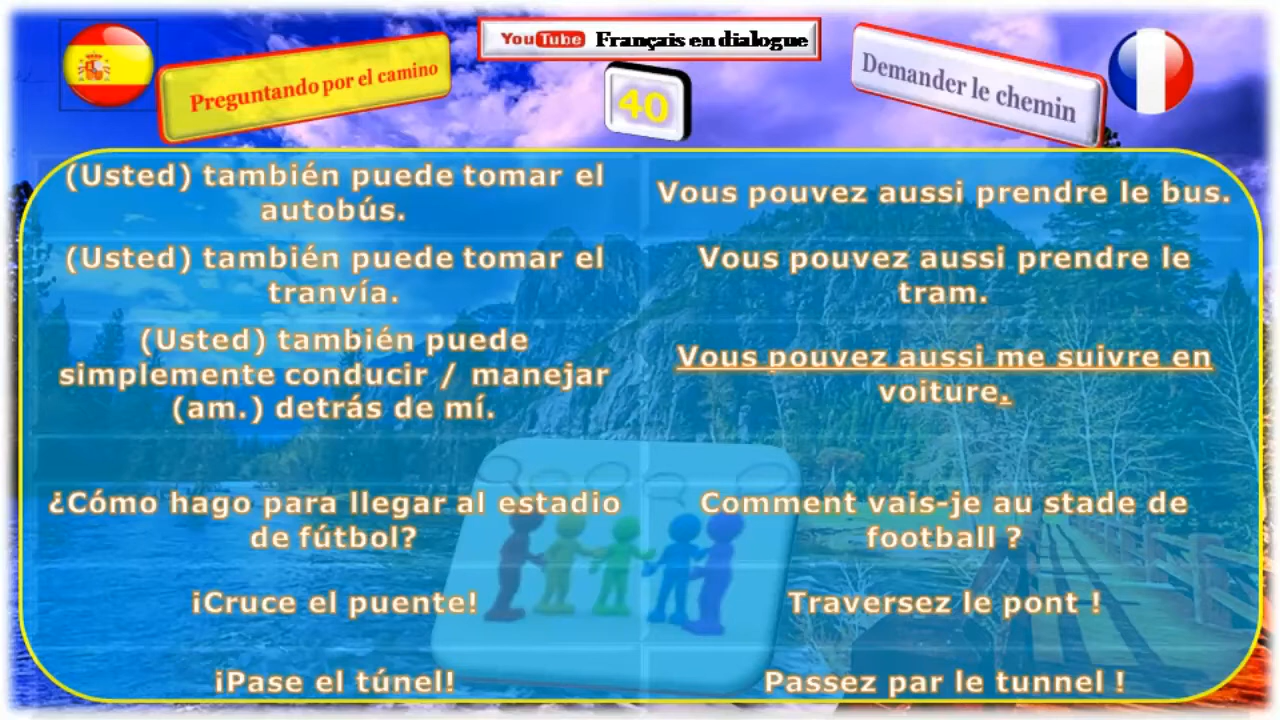 YouTube Français en dialogue
Preguntando por el camino
40
Demander le chemin
(Usted) también puede tomar el
autobús.
Vous pouvez aussi prendre le bus.
(Usted) también puede tomar el
tranvía.
Vous pouvez aussi prendre le
tram.
(Usted) también puede
simplemente conducir / manejar
(am.) detrás de mí.
Vous pouvez aussi me suivre en
voiture.
¿Cómo hago para llegar al estadio
de fútbol?
Comment vais-je au stade de
football ?
¡Cruce el puente!
Traversez le pont !
¡Pase el túnel!
Passez par le tunnel !